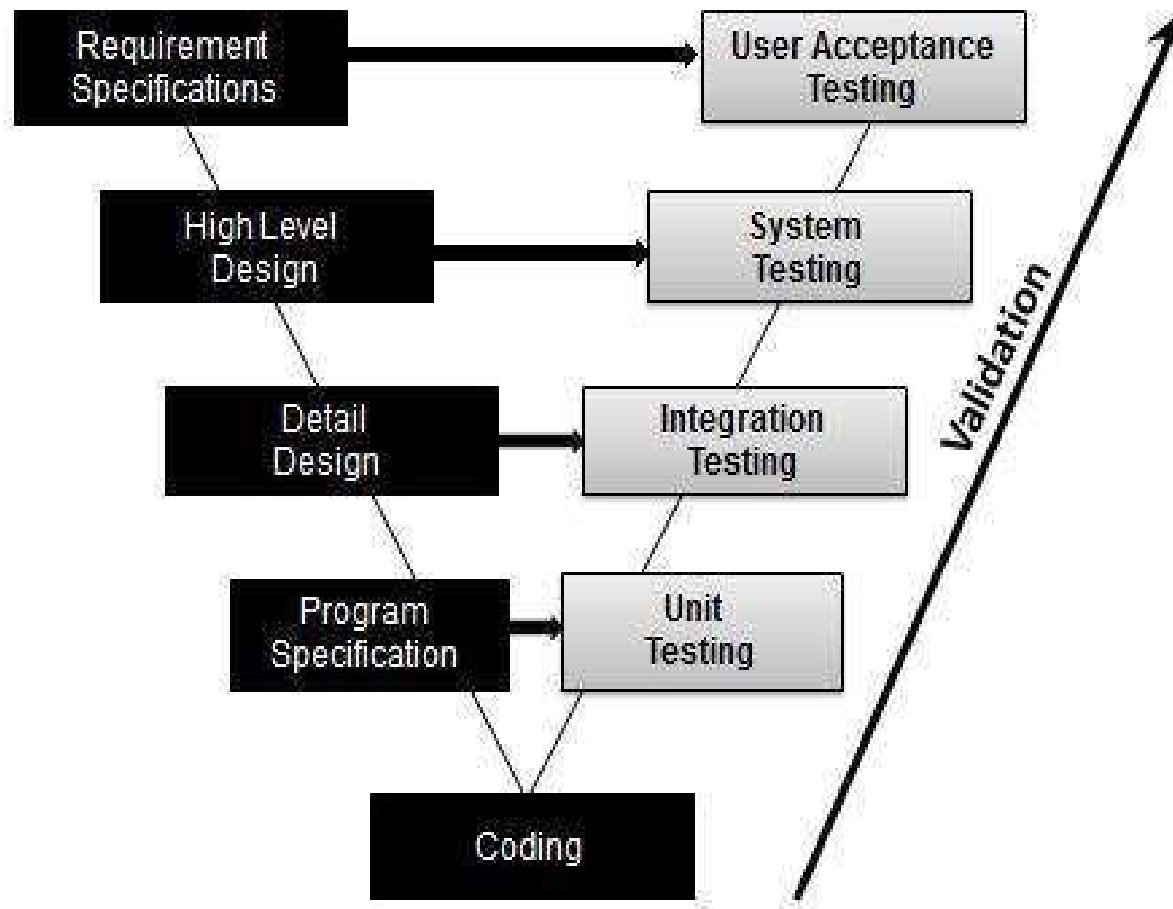 Requirement
Specifications
User Acceptance
Testing
High Level
Design
System
Testing
Detail
Design
Integration
Testing
Program
Specification
Unit
Testing
Coding
Validation